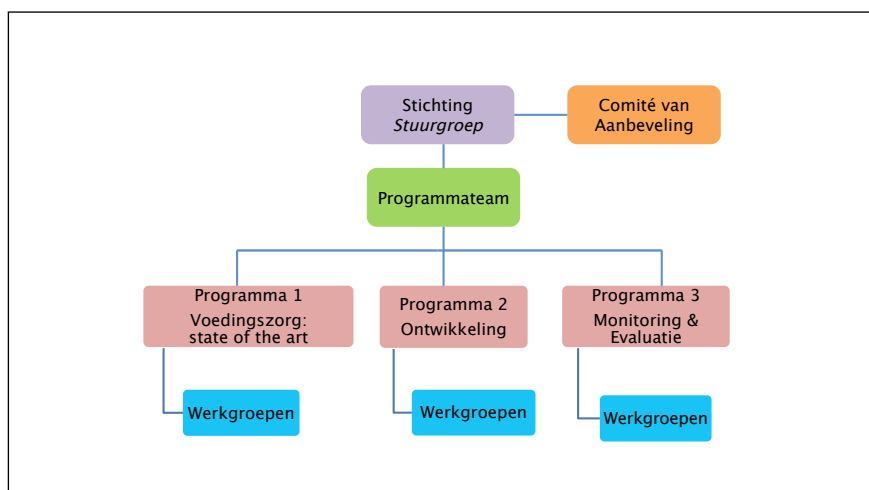 Stichting
Stuurgroep
Comité van
Aanbeveling
Programmateam
Programma 1
Voedingszorg:
state of the art
Programma 2
Ontwikkeling
Programma 3
Monitoring &
Evaluatie
Werkgroepen
Werkgroepen
Werkgroepen